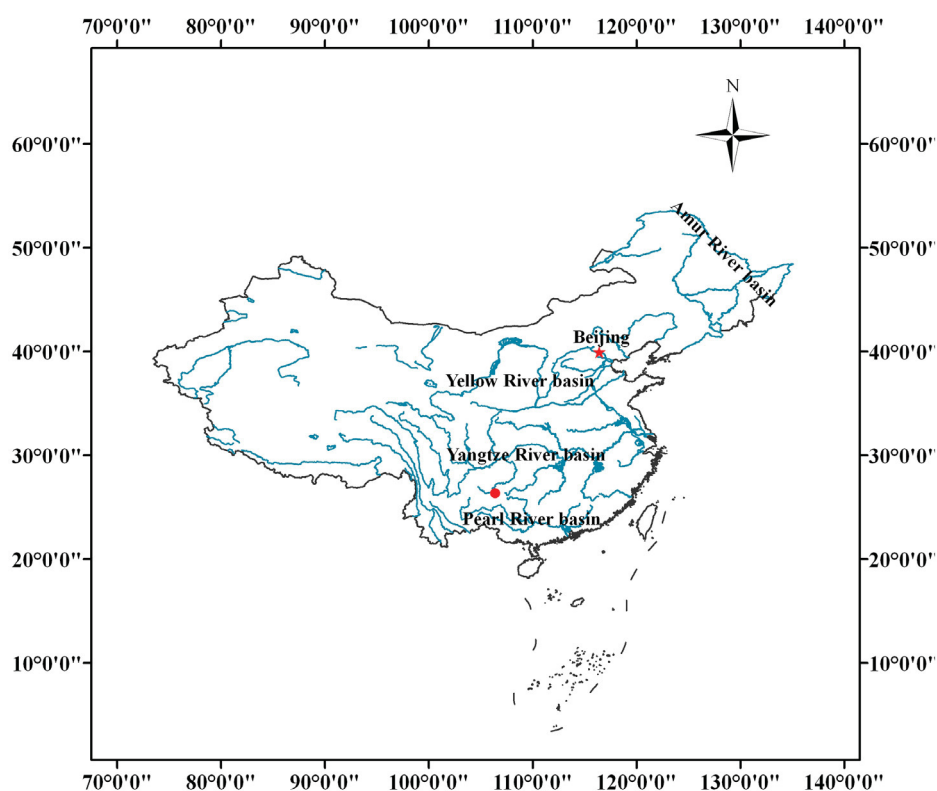 70°0'0" 80°0'0" 90°0'0" 100°0'0" 110°0'0" 120°0'0" 130°0'0" 140°0'0"
N
60°0'0" 60°0'0"
Amur River basin
50°0'0" 50°0'0"
Beijing
40°0'0" 40°0'0"
Yellow River basin
Yangtze River basin
30°0'0" 30°0'0"
Pearl River basin
20°0'0" 20°0'0"
10°0'0" 10°0'0"
70°0'0" 80°0'0" 90°0'0" 100°0'0" 110°0'0" 120°0'0" 130°0'0" 140°0'0"